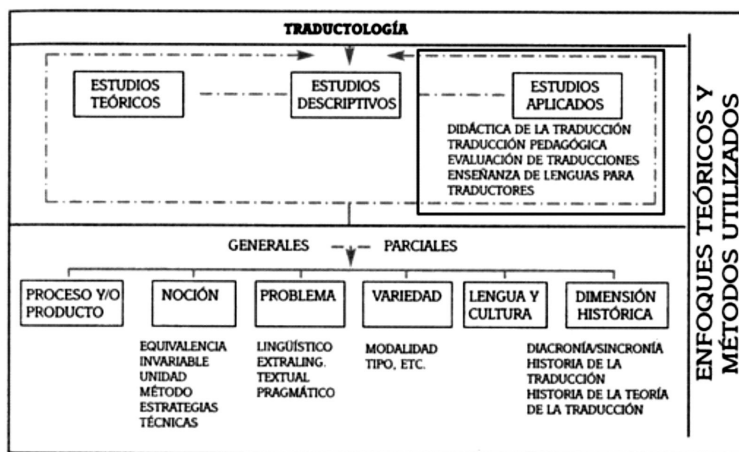 TRADUCTOLOGÍA
ESTUDIOS
TEÓRICOS
ESTUDIOS
DESCRIPTIVOS
ESTUDIOS
APLICADOS
DIDÁCTICA DE LA TRADUCCIÓN
TRADUCCIÓN PEDAGÓGICA
EVALUACIÓN DE TRADUCCIONES
ENSEÑANZA DE LENGUAS PARA
TRADUCTORES
GENERALES
PARCIALES
PROCESO Y/O
PRODUCTO
NOCIÓN
EQUIVALENCIA
INVARIABLE
UNIDAD
MÉTODO
ESTRATEGIAS
TÉCNICAS
PROBLEMA
LINGÜÍSTICO
EXTRALING.
TEXTUAL
PRAGMÁTICO
VARIEDAD
MODALIDAD
TIPO, ETC.
LENGUA Y
CULTURA
DIMENSIÓN
HISTÓRICA
DIACRONÍA/SINCRONÍA
HISTORIA DE LA
TRADUCCIÓN
HISTORIA DE LA TEORÍA
DE LA TRADUCCIÓN
ENFOQUES TEÓRICOS Y
MÉTODOS UTILIZADOS